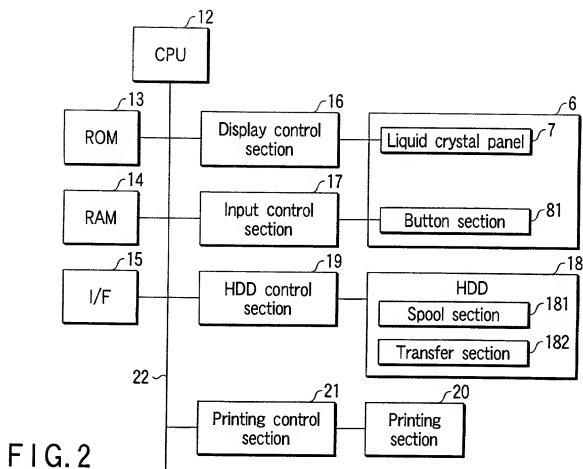 12
CPU
13
ROM
16
Display control
section
6
7
Liquid crystal panel
14
RAM
17
Input control
section
81
Button section
15
I/F
19
HDD control
section
18
HDD
181
Spool section
182
Transfer section
22
21
Printing control
section
20
Printing
section
FIG.2